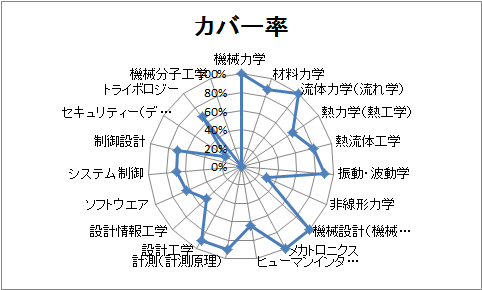 カバー率
機械力学
材料力学
流体力学(流れ学)
熱力学(熱工学)
熱流体工学
振動・波動学
非線形力学
機械設計(機械…
メカトロニクス
ヒューマンインタ…
計測(計測原理)
設計工学
設計情報工学
ソフトウエア
システム制御
制御設計
セキュリティー(デ…
トライボロジー
機械分子工学
100%
80%
60%
40%
20%
0%